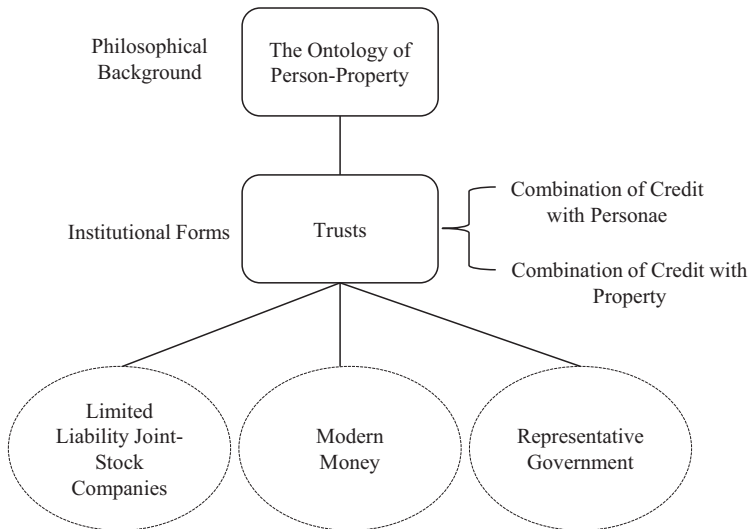 Philosophical
Background
The Ontology of
Person-Property
Institutional Forms
Trusts
Combination of Credit
with Personae
Combination of Credit with
Property
Limited
Liability Joint-
Stock
Companies
Modern
Money
Representative
Government